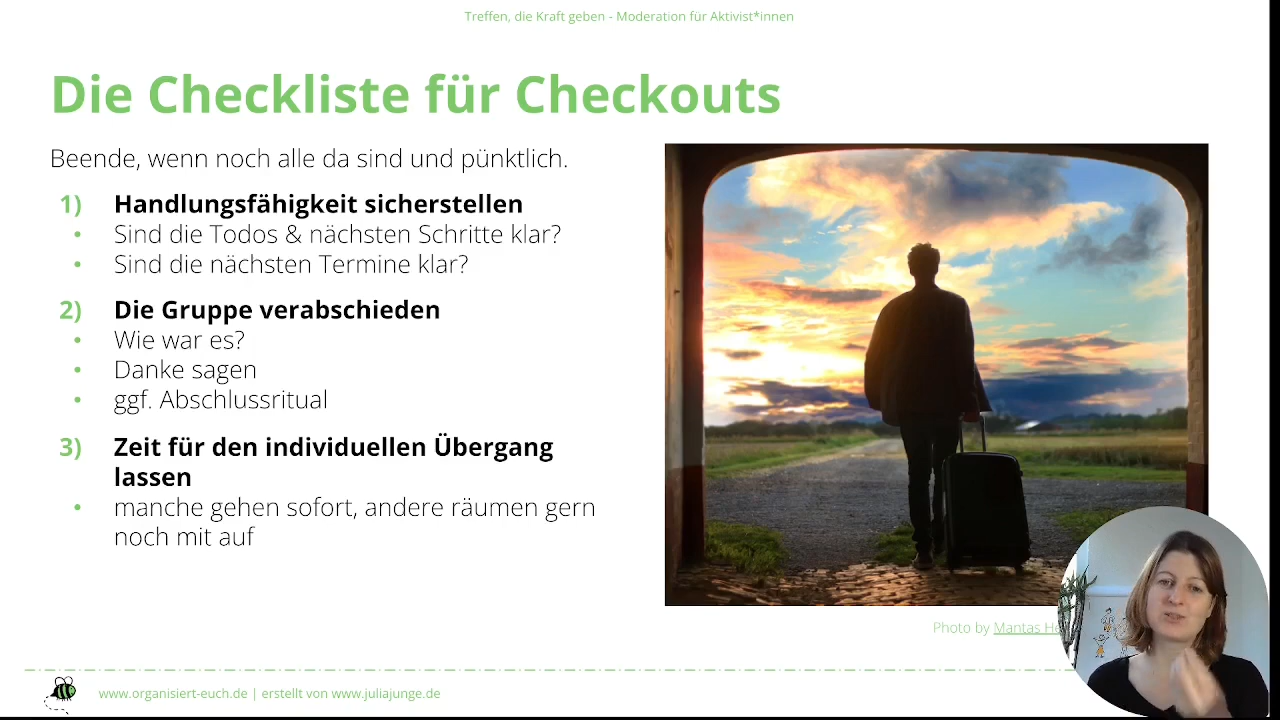 Treffen, die Kraft geben - Moderation für Aktivist*innen
Die Checkliste für Checkouts
Beende, wenn noch alle da sind und pünktlich.
1) Handlungsfähigkeit sicherstellen
• Sind die Todos & nächsten Schritte klar?
• Sind die nächsten Termine klar?
2) Die Gruppe verabschieden
• Wie war es?
• Danke sagen
• ggf. Abschlussritual
3) Zeit für den individuellen Übergang
lassen
• manche gehen sofort, andere räumen gern
noch mit auf
Photo by Mantas
www.organisiert-euch.de | erstellt von www.juliajunge.de